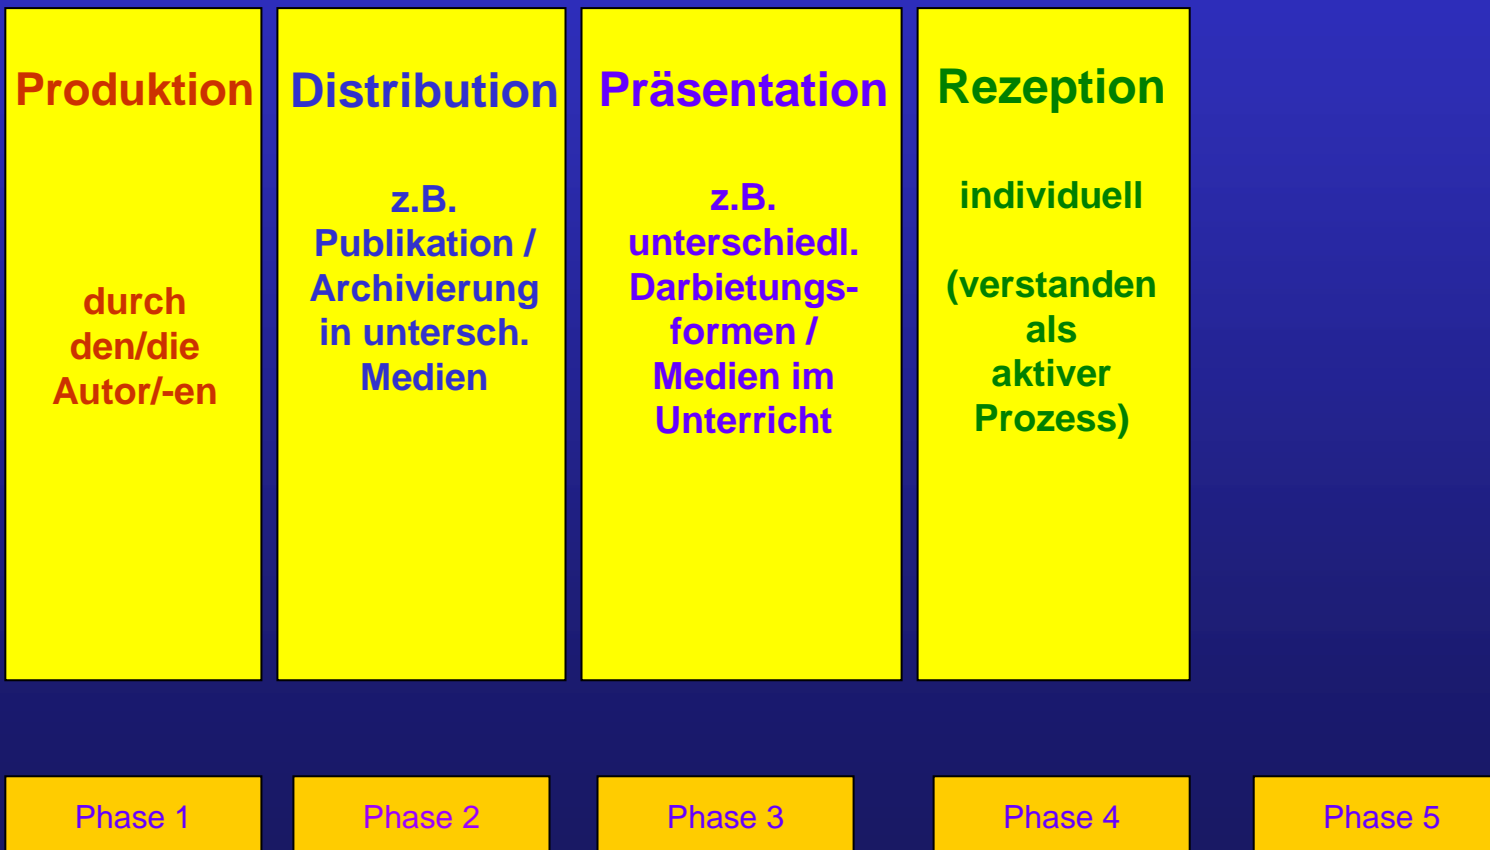 Produktion
durch
den/die
Autor/-en
Distribution
z.B.
Publikation /
Archivierung
in untersch.
Medien
Präsentation
z.B.
unterschiedl.
Darbietungs-
formen /
Medien im
Unterricht
Rezeption
individuell
(verstanden
als
aktiver
Prozess)
Phase 1
Phase 2
Phase 3
Phase 4
Phase 5